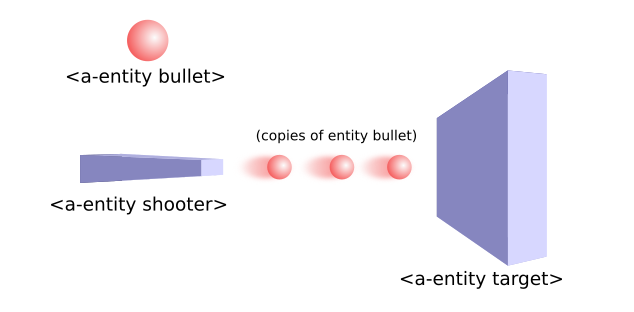 <a-entity bullet>
(copies of entity bullet)
<a-entity shooter>
<a-entity target>